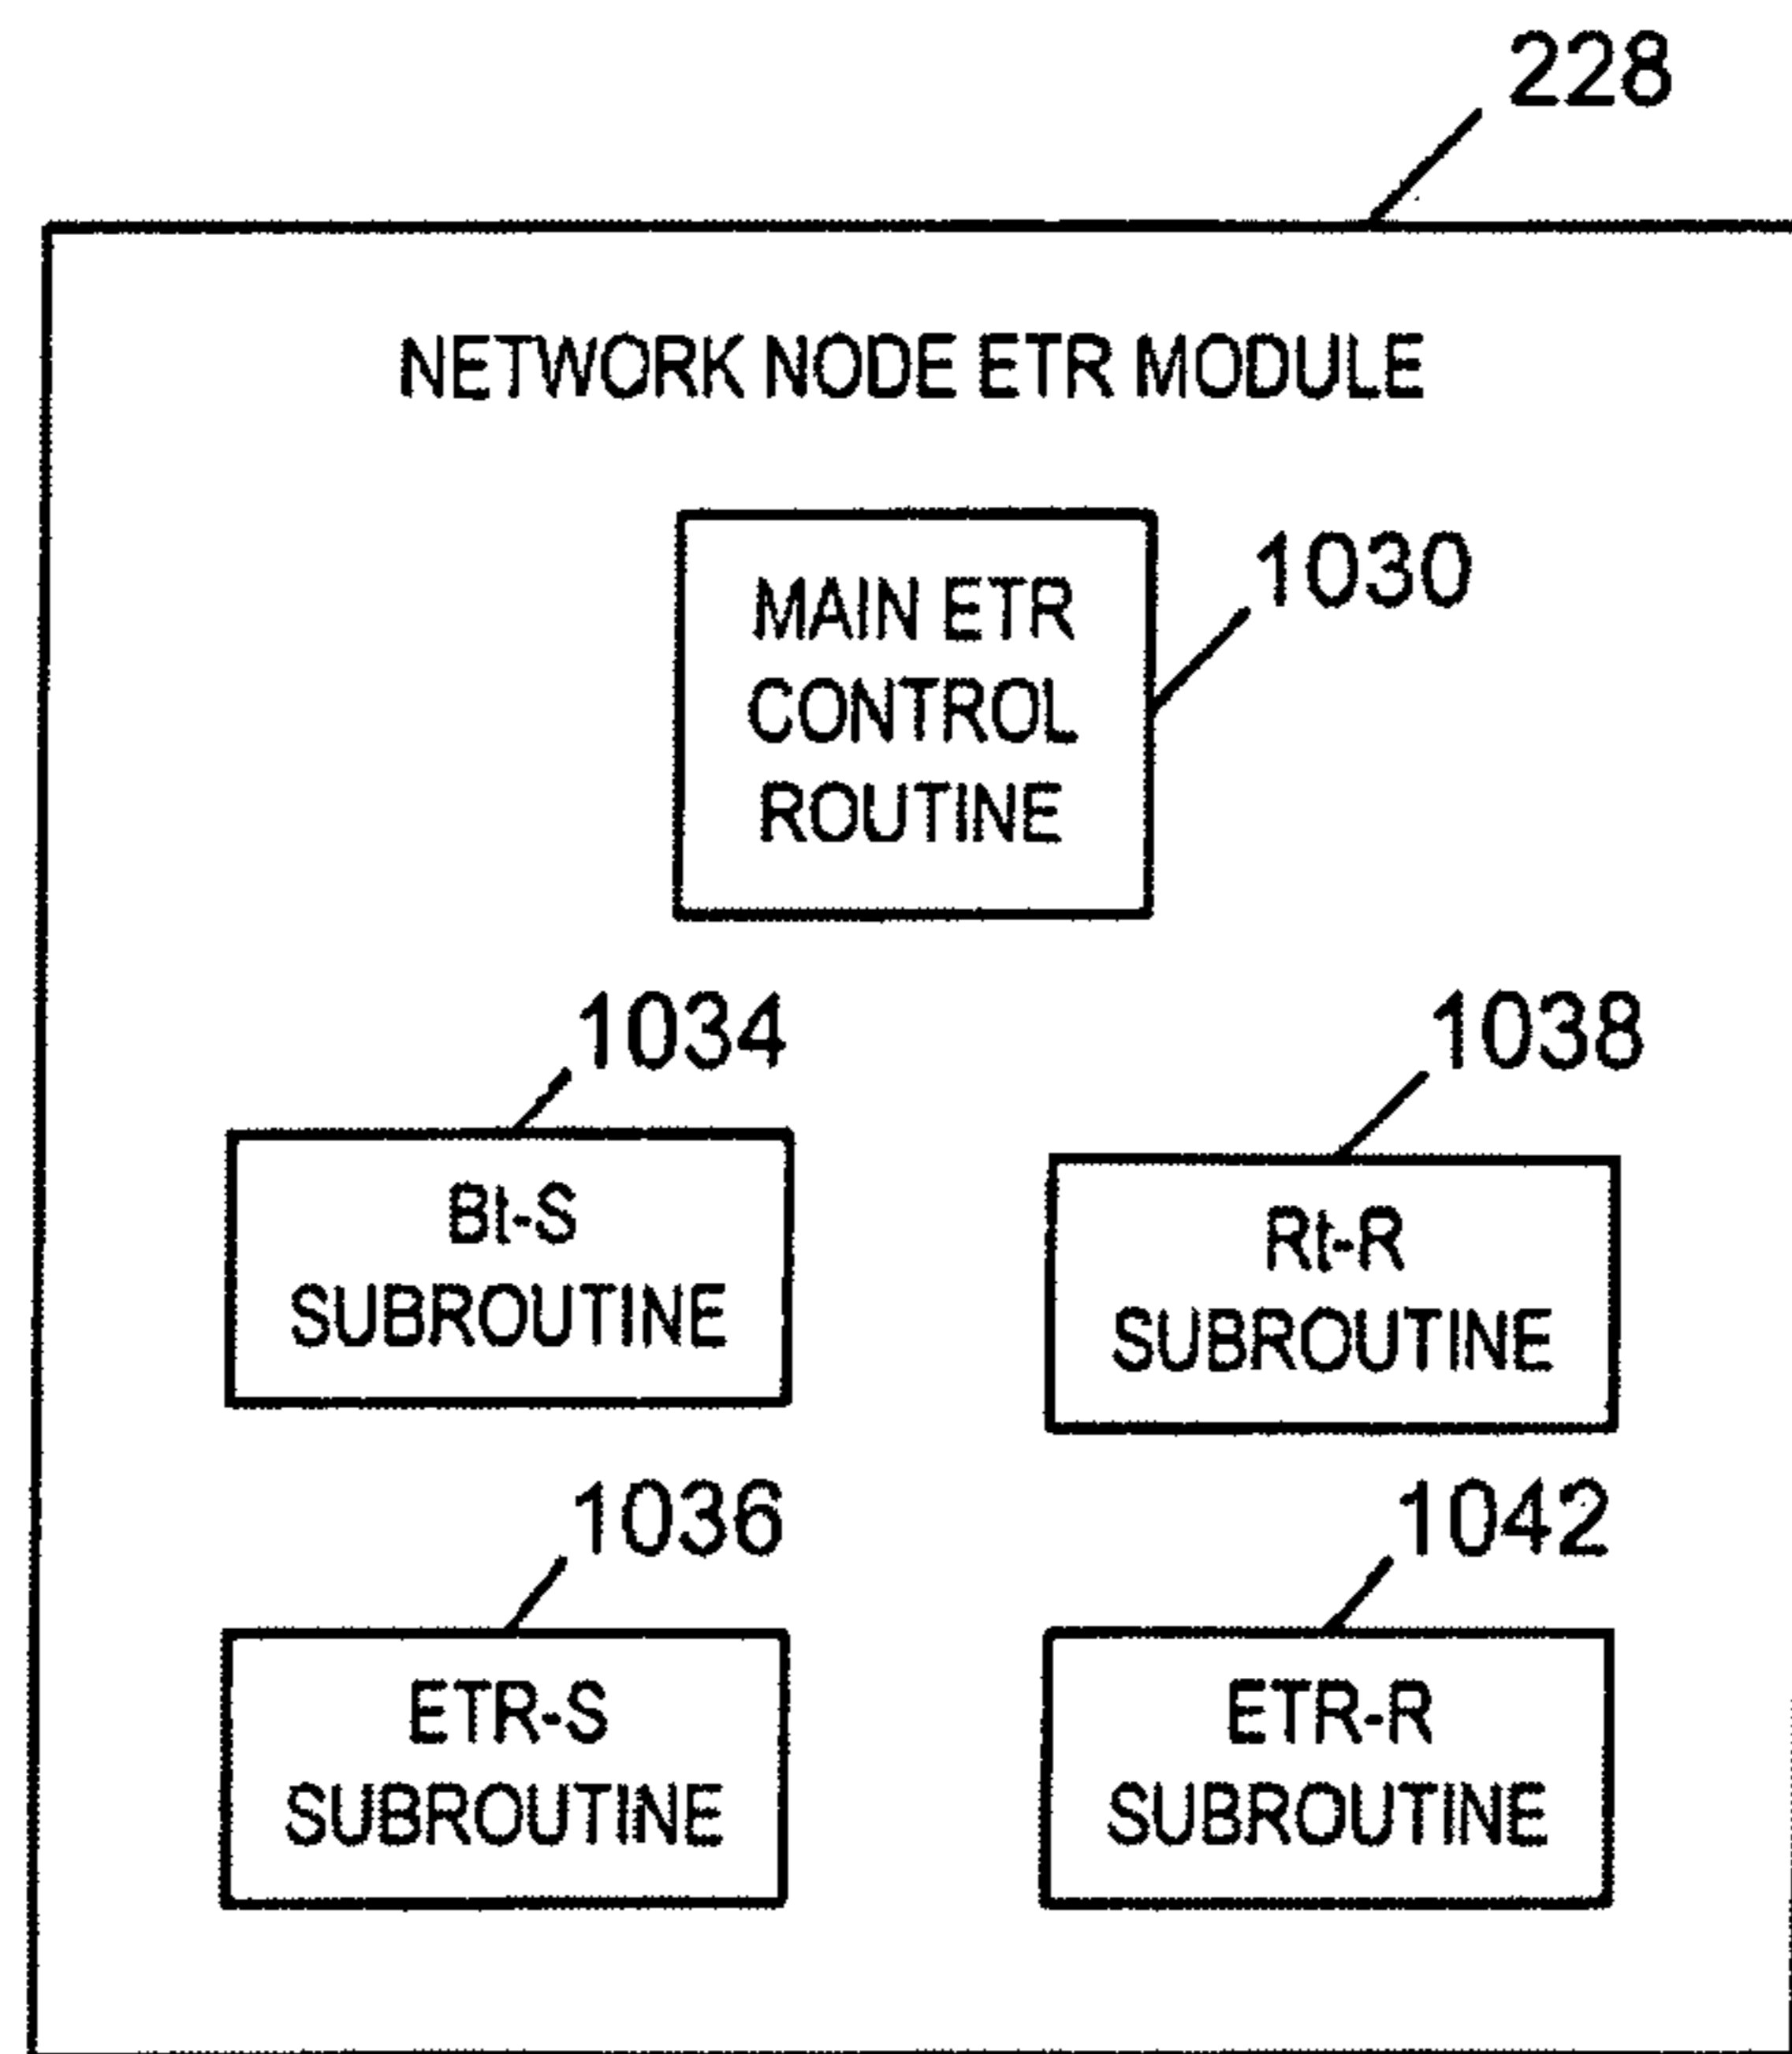 228
NETWORK NODE ETR MODULE
MAIN ETR
CONTROL
ROUTINE
1030
1034
1038
Bt-S
SUBROUTINE
Rt-R
SUBROUTINE
1036
1042
ETR-S
SUBROUTINE
ETR-R
SUBROUTINE